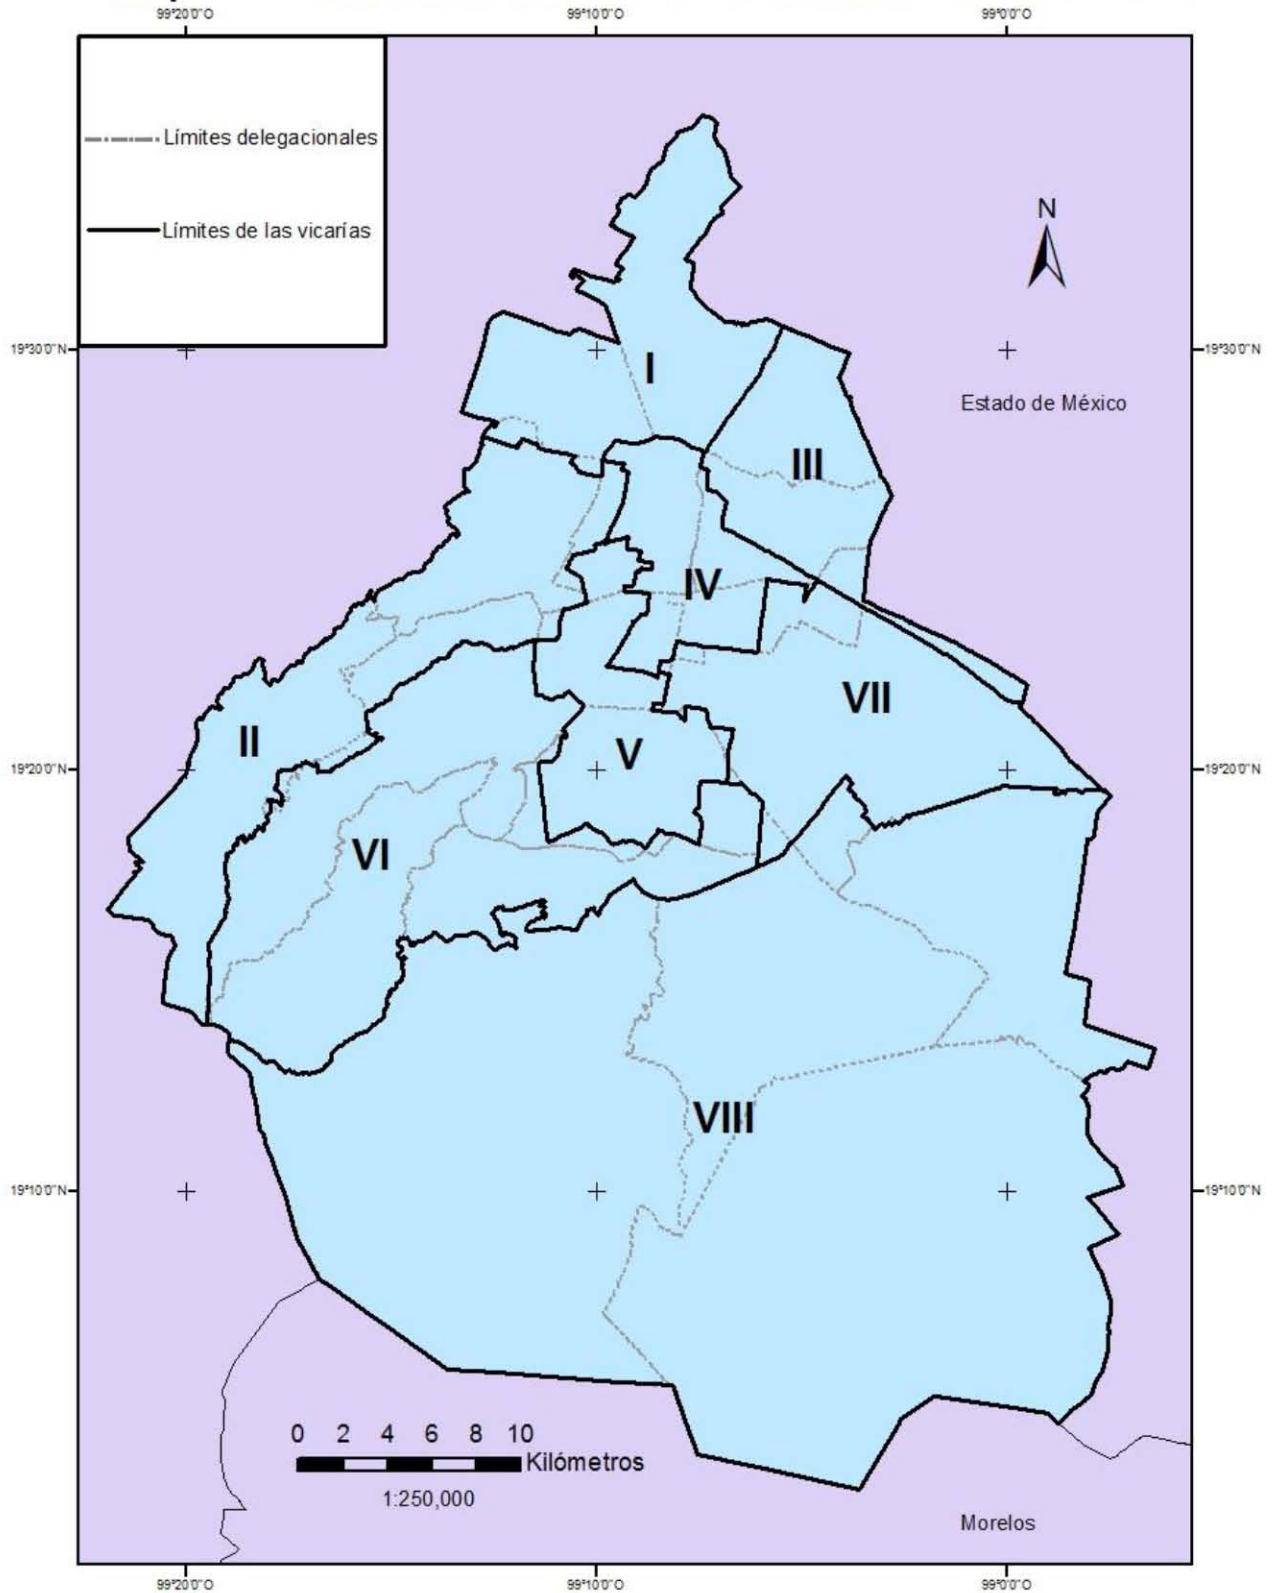 99°20'0"O 99°10'0"O 99°0'0"O
Límites delegacionales
Límites de las vicarías
N
19°30'0"N 19°30'0"N
I
Estado de México
III
IV
VII
II
V
19°20'0"N 19°20'0"N
VI
VIII
19°10'0"N 19°10'0"N
0 2 4 6 8 10
Kilómetros
1:250,000
Morelos
99°20'0"O 99°10'0"O 99°0'0"O